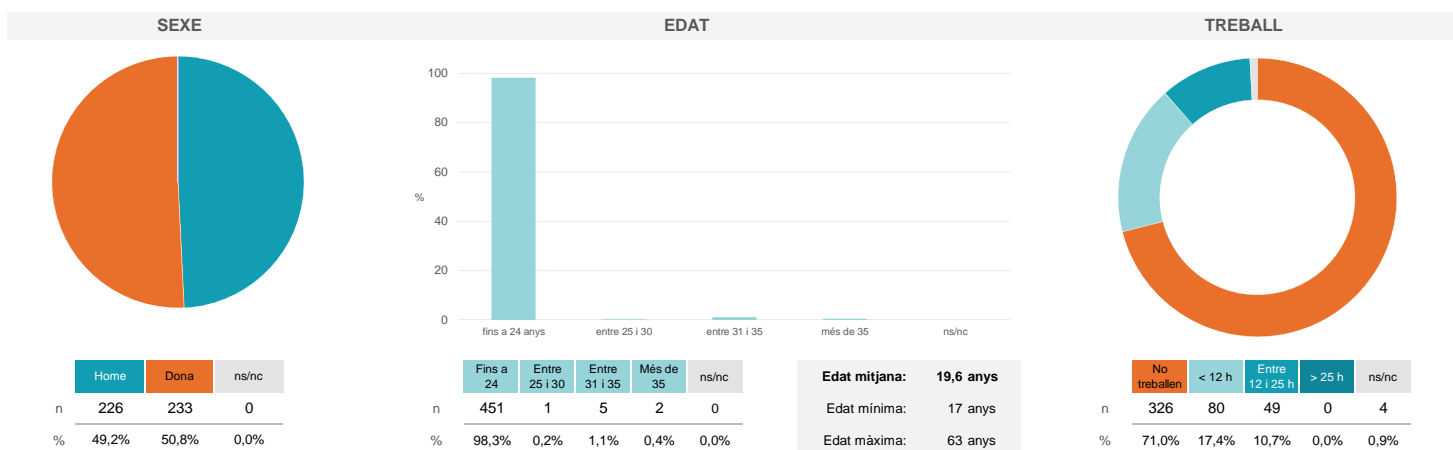 SEXE
EDAT
TREBALL
100
80
60
%
40
20
0
fins a 24 anys
entre 25 i 30
entre 31 i 35
més de 35
ns/nc
Home Dona ns/nc
n 226 233 0
% 49,2% 50,8% 0,0%
Fins a Entre Entre Més de
24 25 i 30 31 i 35 35 ns/nc
n 451 1 5 2 0
% 98,3% 0,2% 1,1% 0,4% 0,0%
Edat mitjana: 19,6 anys
Edat mínima: 17 anys
Edat màxima: 63 anys
No Entre
treballen < 12 h 12 i 25 h > 25 h ns/nc
n 326 80 49 0 4
% 71,0% 17,4% 10,7% 0,0% 0,9%